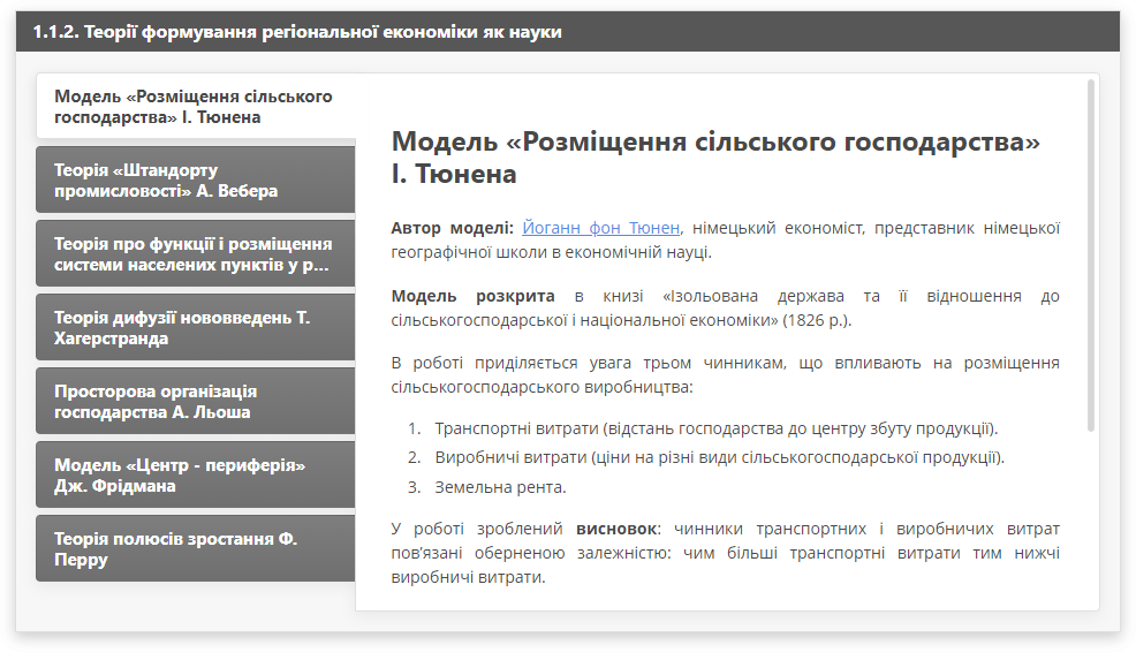 1.1.2. Теорії формування регіональної економіки як науки
Модель «Розміщення сільського
господарства» І. Тюнена
Теорія «Штандорту
промисловості» А. Вебера
Теорія про функції і розміщення
системи населених пунктів у р...
Теорія дифузії нововведень Т.
Хагерстранда
Просторова організація
господарства А. Льоша
Модель «Центр - периферія»
Дж. Фрідмана
Теорія полюсів зростання Ф.
Перру
Модель «Розміщення сільського господарства»
І. Тюнена
Автор моделі: Йоганн фон Тюнен, німецький економіст, представник німецької
географічної школи в економічній науці.
Модель розкрита в книзі «Ізольована держава та її відношення до
сільськогосподарської і національної економіки» (1826 р.).
В роботі приділяється увага трьом чинникам, що впливають на розміщення
сільськогосподарського виробництва:
1. Транспортні витрати (відстань господарства до центру збуту продукції).
2. Виробничі витрати (ціни на різні види сільськогосподарської продукції).
3. Земельна рента.
У роботі зроблений висновок: чинники транспортних і виробничих витрат
пов’язані оберненою залежністю: чим більші транспортні витрати тим нижчі
виробничі витрати.